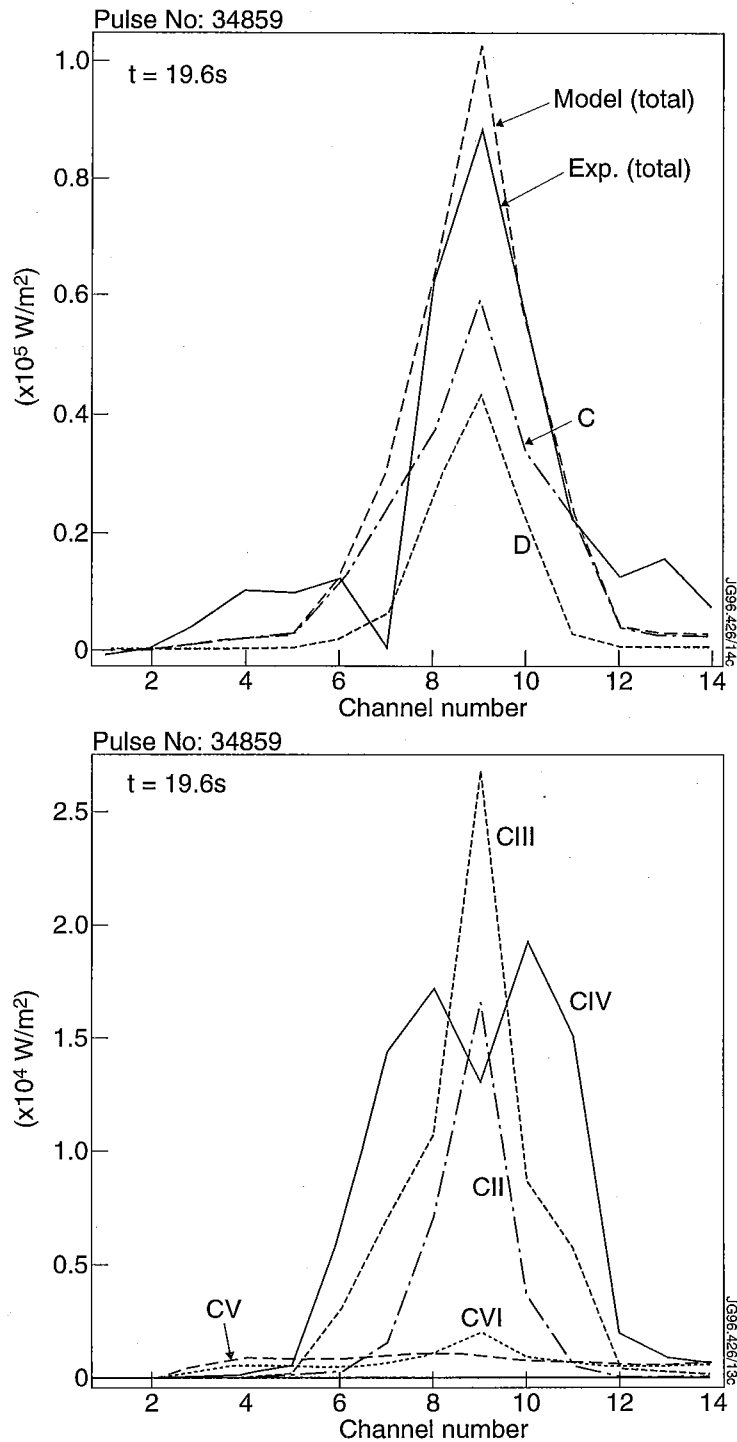 Pulse No: 34859
t = 19.6s
1.0
0.8
0.6
0.4
0.2
0
(x10⁵ W/m²)
Model (total)
Exp. (total)
C
D
2 4 6 8 10 12 14
Channel number
JG96.426/14c
Pulse No: 34859
t = 19.6s
2.5
2.0
1.5
1.0
0.5
0
(x10⁴ W/m²)
CIII
CIV
CII
CV
CVI
2 4 6 8 10 12 14
Channel number
JG96.426/13c